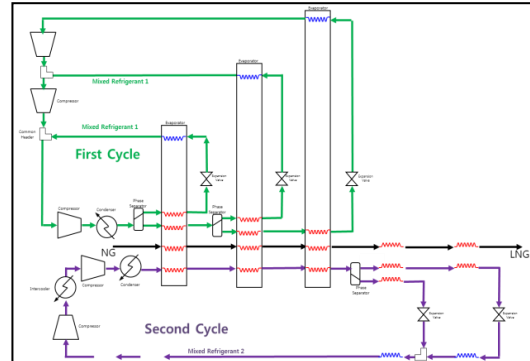 Evaporator
Evaporator
Mixed Refrigerant 1
Compressor
Common
Header
Mixed Refrigerant 1
Evaporator
First Cycle
Expansion
Valve
Expansion
Valve
Expansion
Valve
Compressor
Condenser
Phase
Separator
Phase
Separator
NG
LNG
Intercooler
Compressor
Condenser
Phase
Separator
Compressor
Second Cycle
Expansion
Valve
Expansion
Valve
Mixed Refrigerant 2